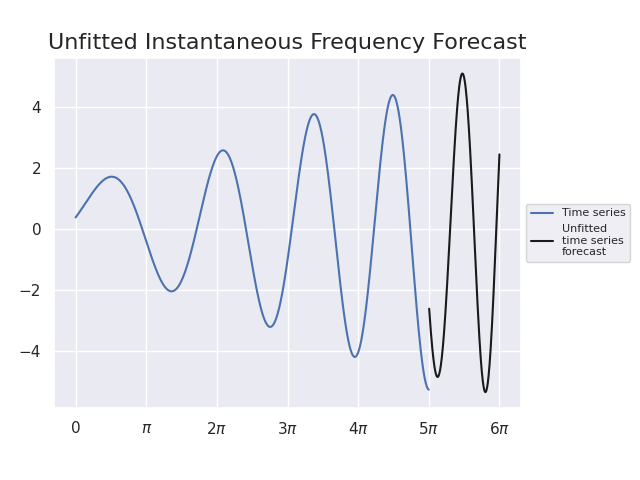 Unfitted Instantaneous Frequency Forecast
4
2
0
−2
−4
0 π 2π 3π 4π 5π 6π
Time series
Unfitted
time series
forecast